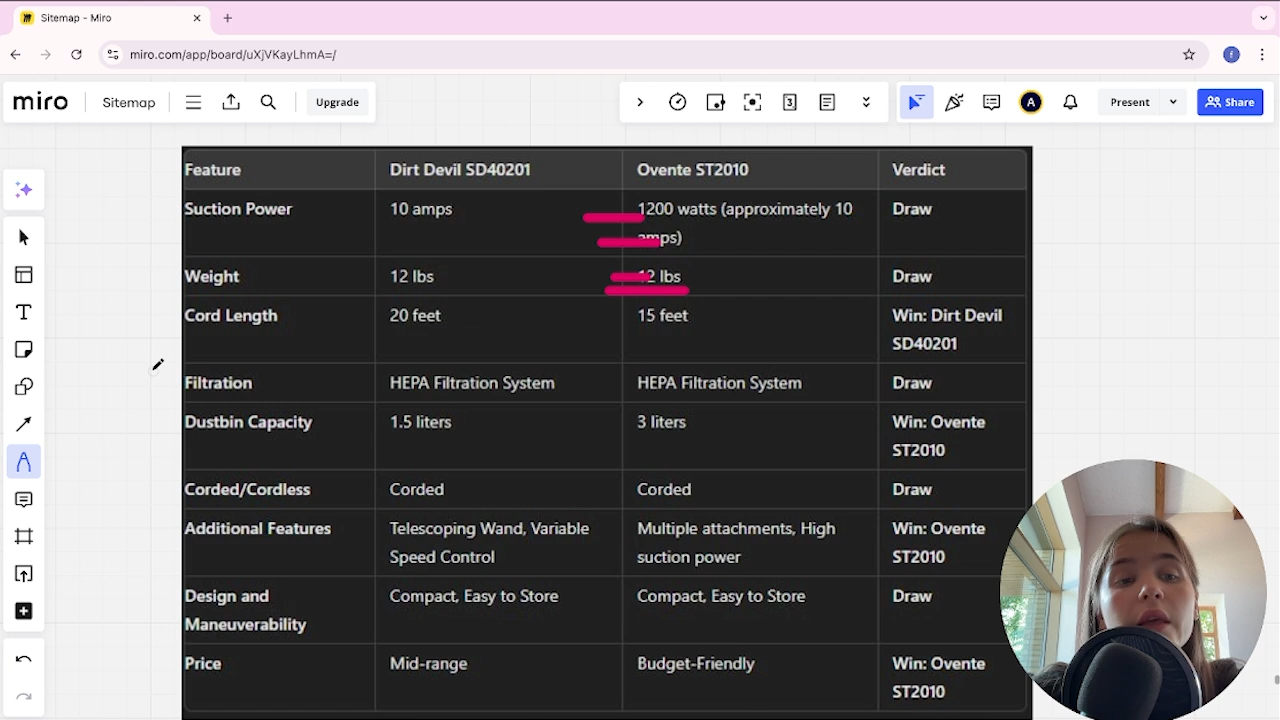 Sitemap - Miro
miro.com/app/board/uXjVKayLhmA=/
f
miro
Sitemap
Upgrade
3
A
Present
Share
T
Feature Dirt Devil SD40201 Ovente ST2010 Verdict
Suction Power 10 amps 1200 watts (approximately 10 Draw
amps)
Weight 12 lbs 12 lbs Draw
Cord Length 20 feet 15 feet Win: Dirt Devil
SD40201
Filtration HEPA Filtration System HEPA Filtration System Draw
Dustbin Capacity 1.5 liters 3 liters Win: Ovente
ST2010
Corded/Cordless Corded Corded Draw
Additional Features Telescoping Wand, Variable Multiple attachments, High Win: Ovente
Speed Control suction power ST2010
Design and Compact, Easy to Store Compact, Easy to Store Draw
Maneuverability
Price Mid-range Budget-Friendly Win: Ovente
ST2010